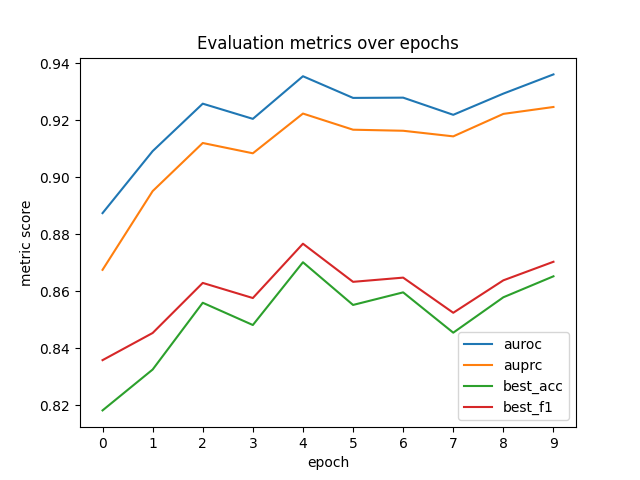 Evaluation metrics over epochs
metric score
0.94
0.92
0.90
0.88
0.86
0.84
0.82
auroc
auprc
best_acc
best_f1
0 1 2 3 4 5 6 7 8 9
epoch